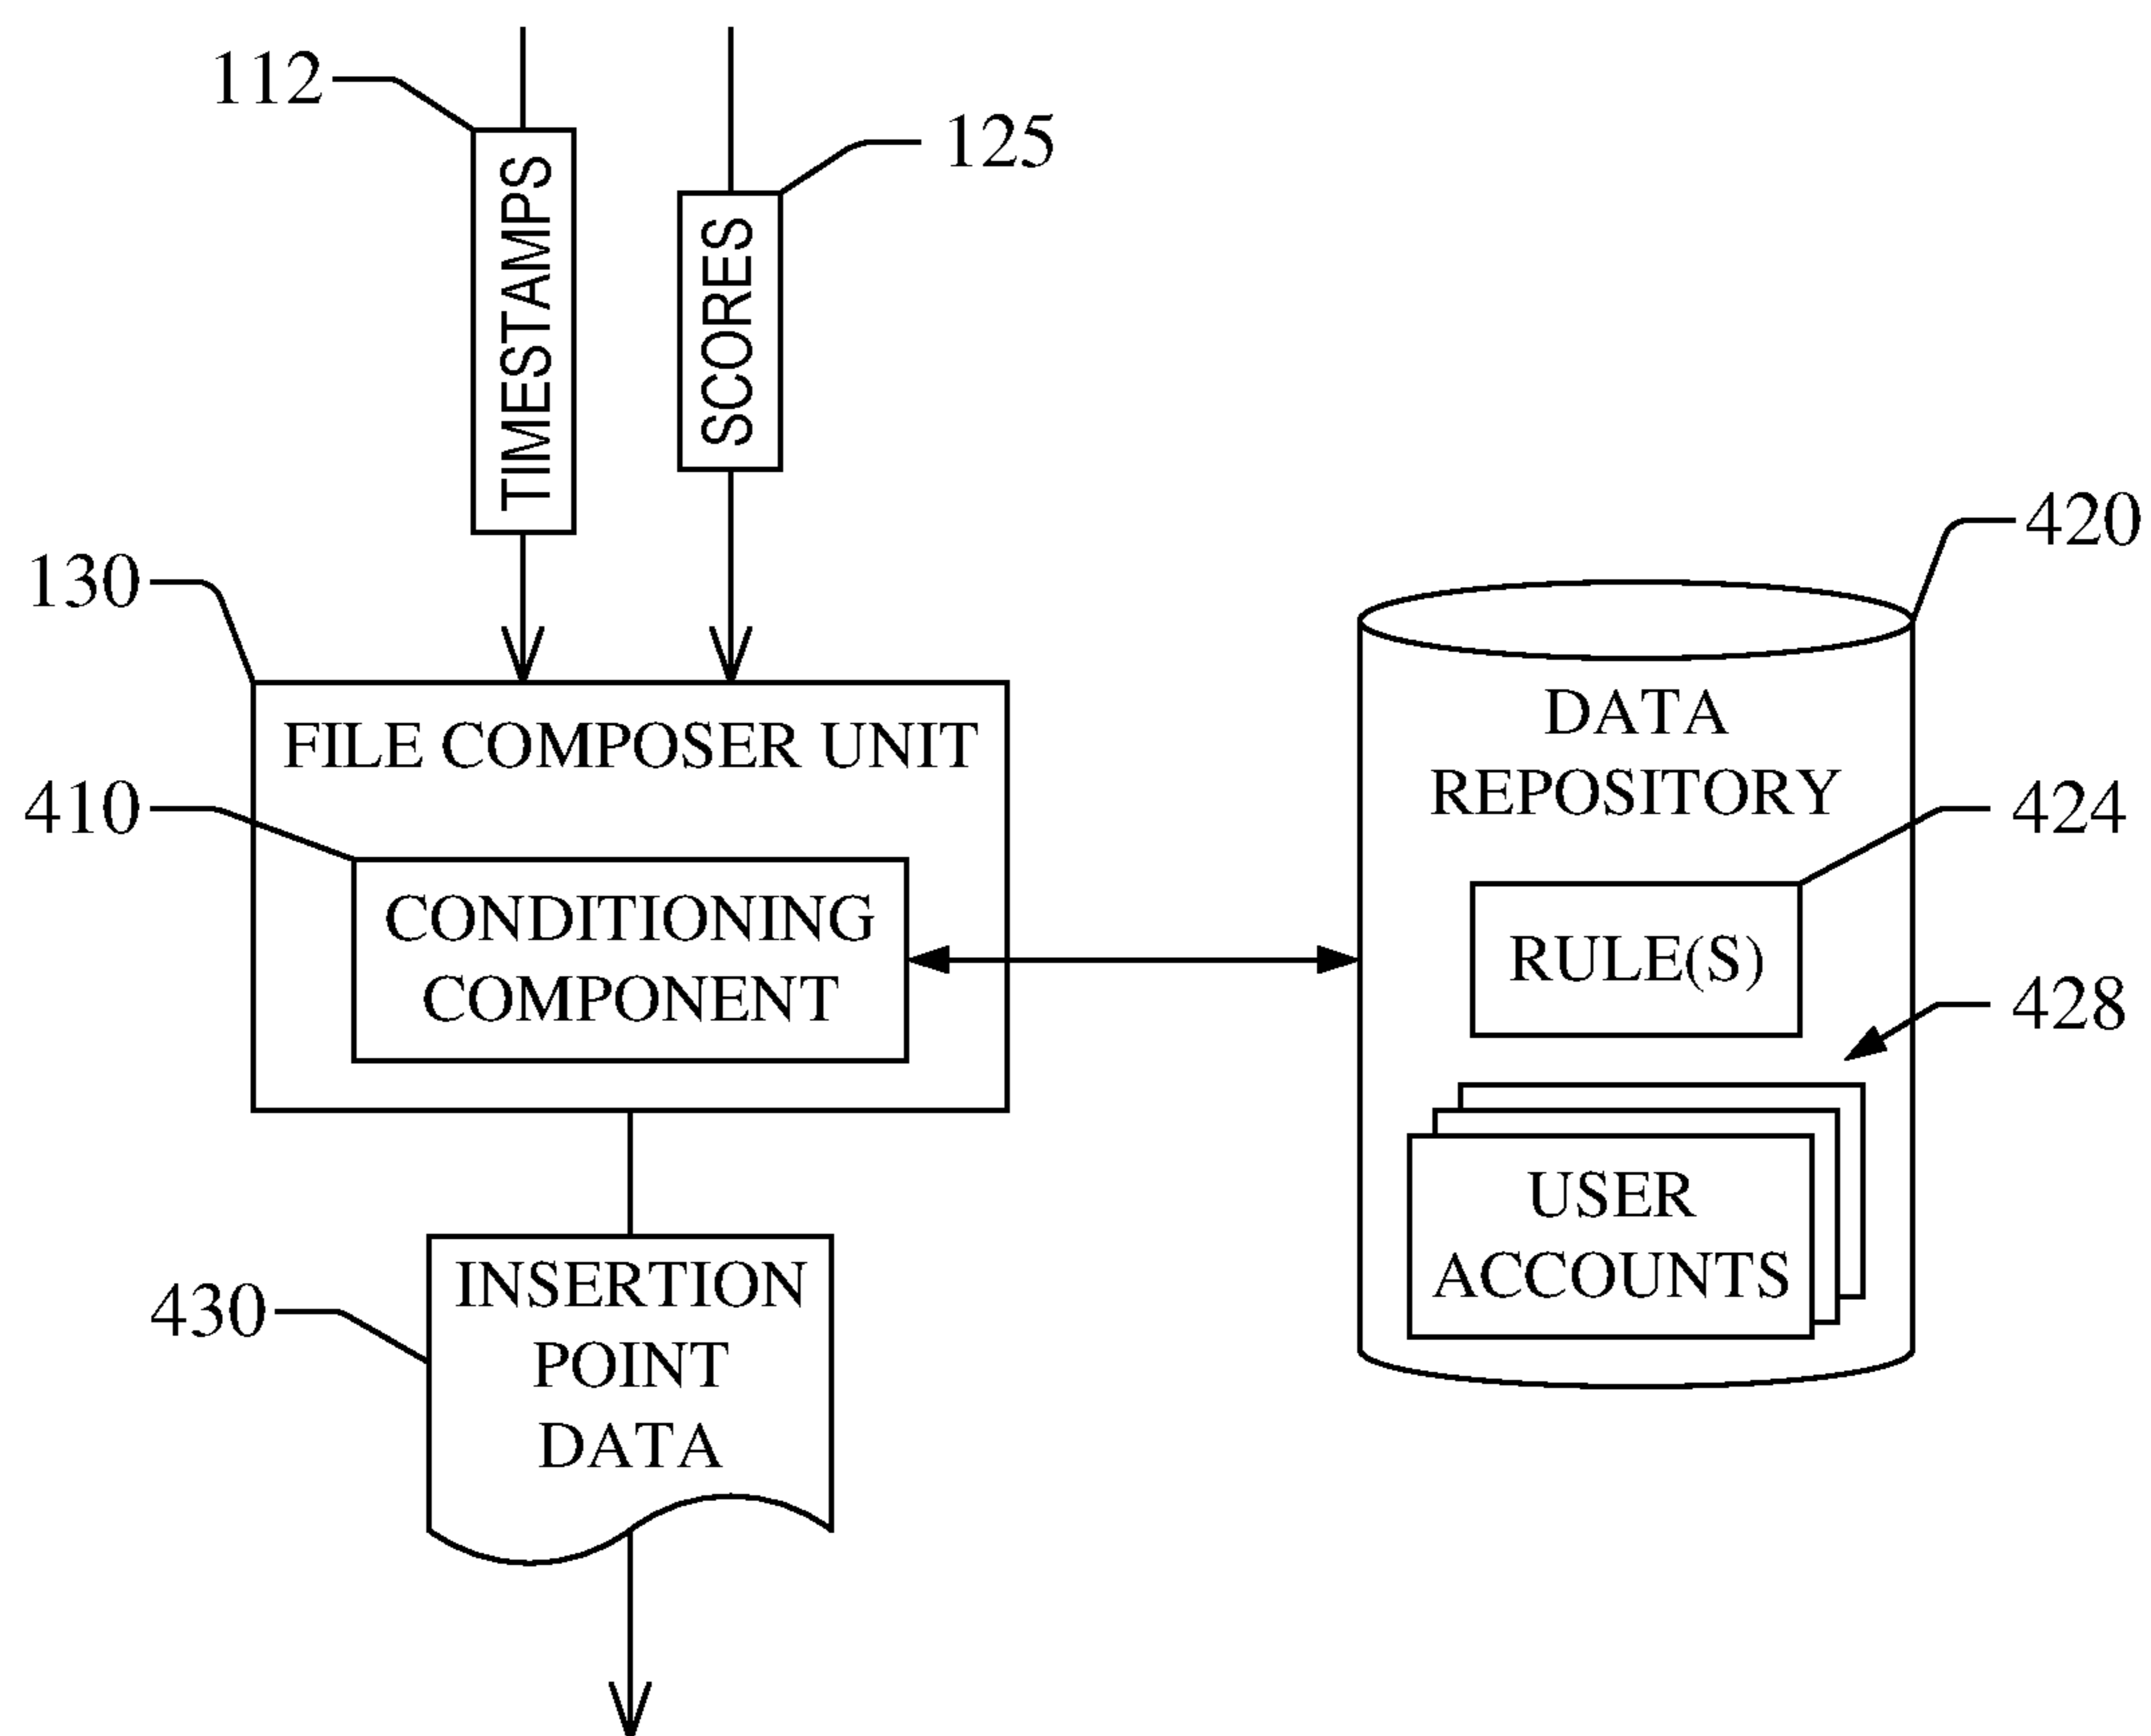 112
TIMESTAMPS
125
SCORES
130
FILE COMPOSER UNIT
410
CONDITIONING
COMPONENT
420
DATA
REPOSITORY
424
RULE(S)
428
USER
ACCOUNTS
430
INSERTION
POINT
DATA